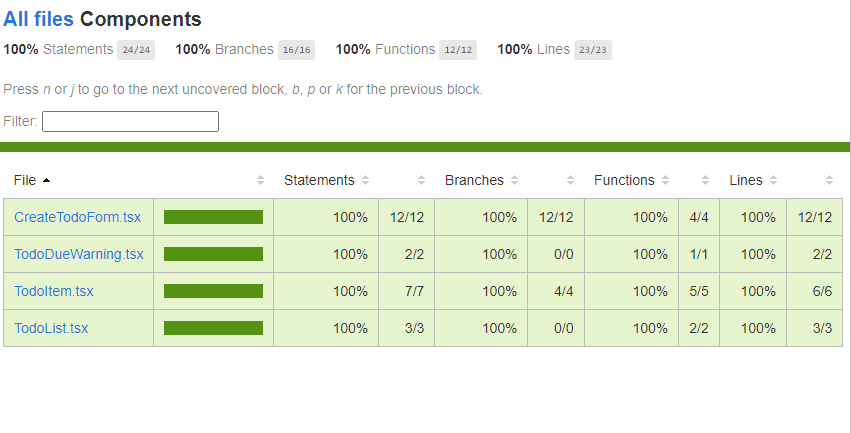 All files Components
100% Statements 24/24 100% Branches 16/16 100% Functions 12/12 100% Lines 23/23
Press n or j to go to the next uncovered block, b, p or k for the previous block.
Filter:
File Statements Branches Functions Lines
CreateTodoForm.tsx 100% 12/12 100% 12/12 100% 4/4 100% 12/12
TodoDueWarning.tsx 100% 2/2 100% 0/0 100% 1/1 100% 2/2
TodoItem.tsx 100% 7/7 100% 4/4 100% 5/5 100% 6/6
TodoList.tsx 100% 3/3 100% 0/0 100% 2/2 100% 3/3